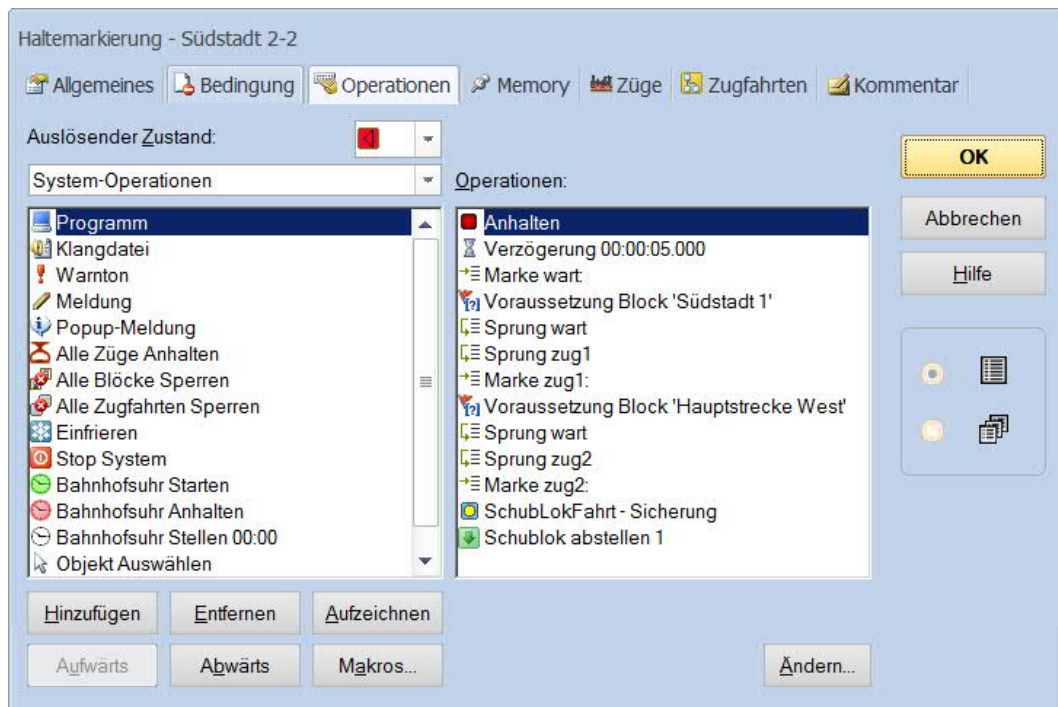 Haltemarkierung - Südstadt 2-2
Allgemeines Bedingung Operationen Memory Züge Zugfahrten Kommentar
Auslösender Zustand:
System-Operationen
Programm
Klangdatei
Warnton
Meldung
Popup-Meldung
Alle Züge Anhalten
Alle Blöcke Sperren
Alle Zugfahrten Sperren
Einfrieren
Stop System
Bahnhofsuhr Starten
Bahnhofsuhr Anhalten
Bahnhofsuhr Stellen 00:00
Objekt Auswählen
Hinzufügen Entfernen Aufzeichnen
Aufwärts Abwärts Makros...
Operationen:
Anhalten
Verzögerung 00:00:05.000
Marke wart:
Voraussetzung Block 'Südstadt 1'
Sprung wart
Sprung zug1
Marke zug1:
Voraussetzung Block 'Hauptstrecke West'
Sprung wart
Sprung zug2
Marke zug2:
SchubLokFahrt - Sicherung
Schublok abstellen 1
Ändern...
OK
Abbrechen
Hilfe